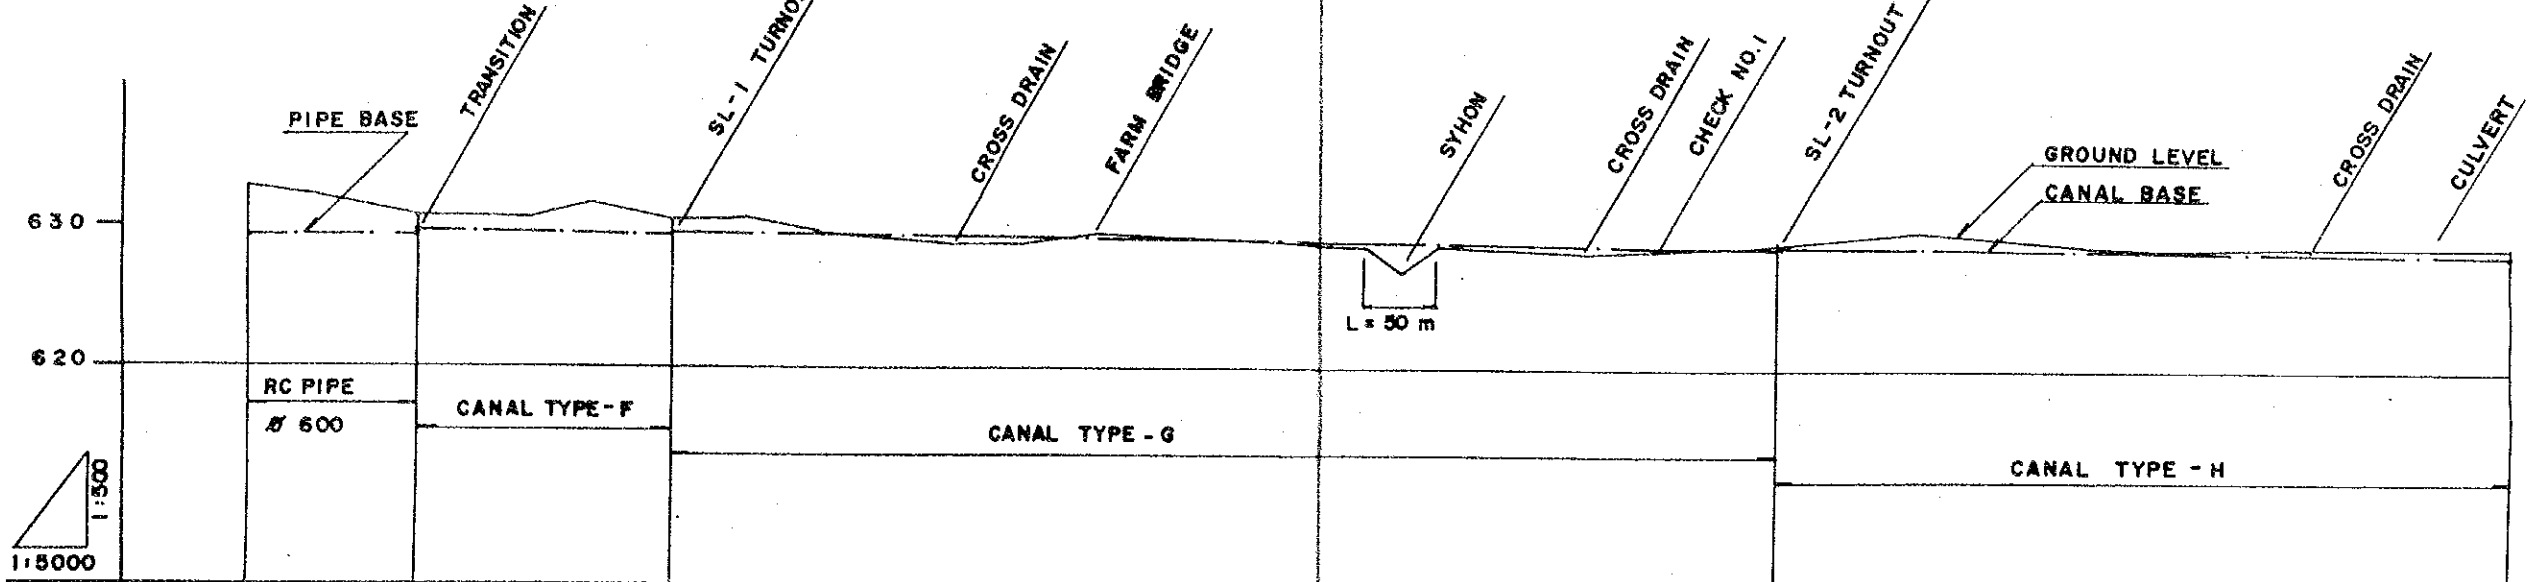 TRANSITION
SL-1 TURNO
CROSS DRAIN
FARM BRIDGE
SYHON
CROSS DRAIN
CHECK NO.1
SL-2 TURNOUT
CROSS DRAIN
CULVERT
PIPE BASE
GROUND LEVEL
CANAL BASE
630
L = 50 m
620
RC PIPE
Ø 600
CANAL TYPE-F
CANAL TYPE-G
CANAL TYPE-H
1:500
1:5000